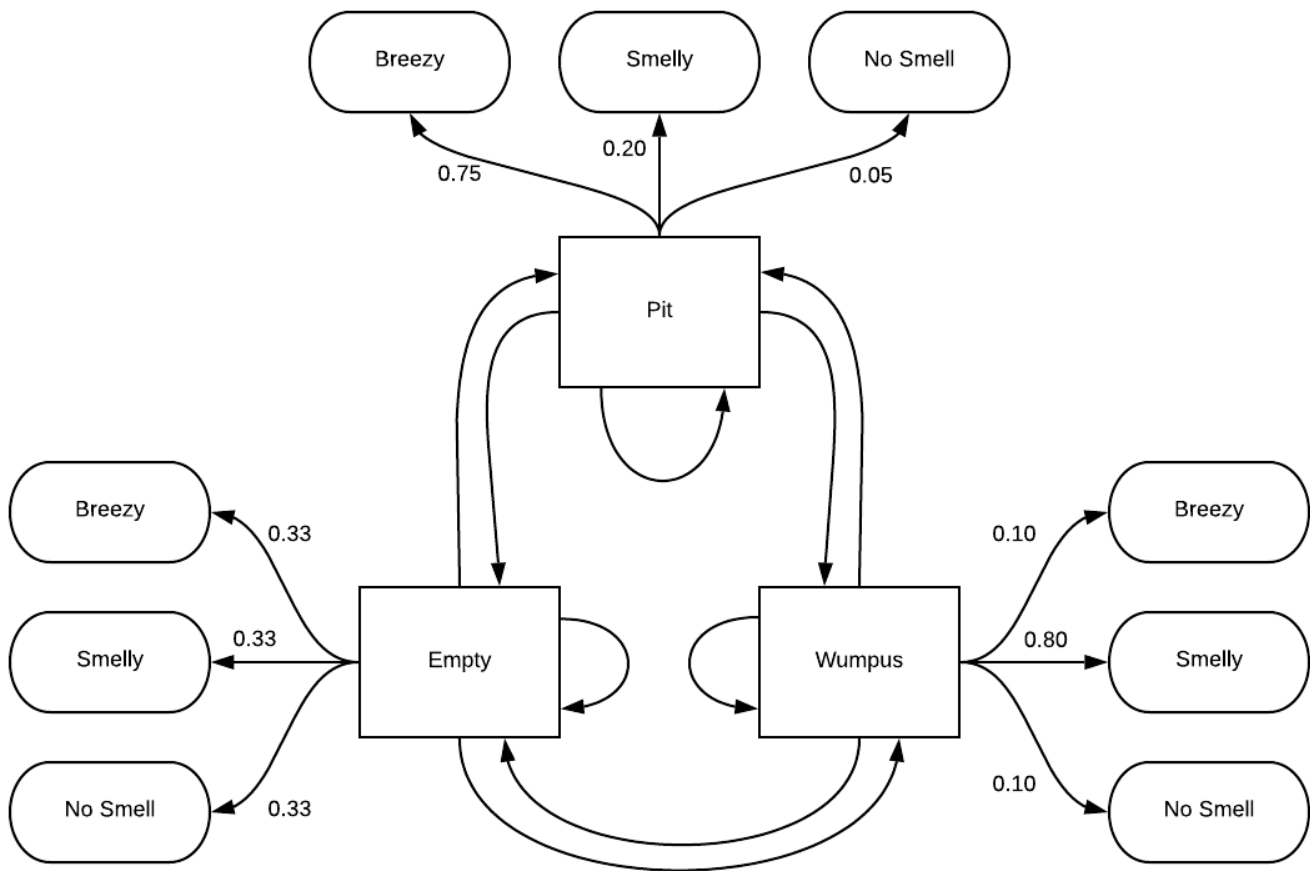 Breezy
Smelly
No Smell
0.75
0.20
0.05
Pit
Breezy
0.33
Smelly
0.33
No Smell
0.33
Empty
Wumpus
0.10
Breezy
0.80
Smelly
0.10
No Smell